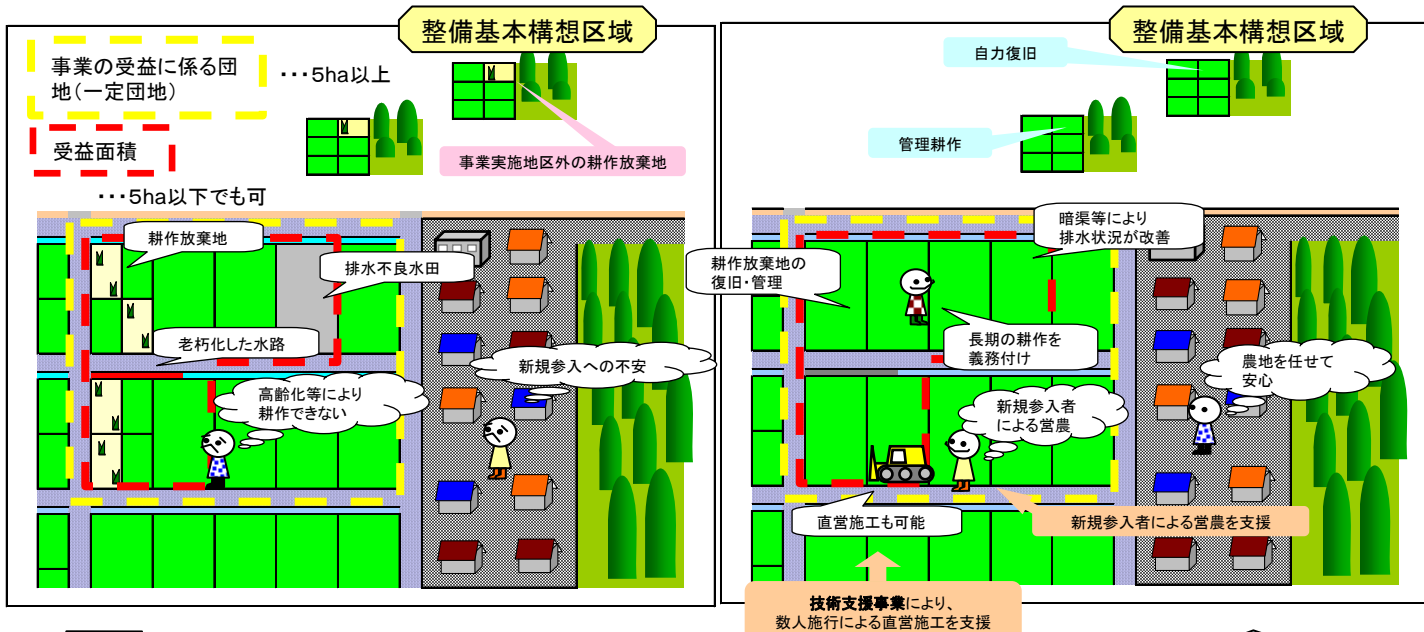 整備基本構想区域
事業の受益に係る団
地(一定団地)
・・・5ha以上
受益面積
・・・5ha以下でも可
事業実施地区外の耕作放棄地
耕作放棄地
排水不良水田
老朽化した水路
高齢化等により
耕作できない
新規参入への不安
整備基本構想区域
自力復旧
管理耕作
暗渠等により
排水状況が改善
耕作放棄地の
復旧・管理
長期の耕作を
義務付け
農地を任せて
安心
新規参入者
による営農
直営施工も可能
新規参入者による営農を支援
技術支援事業により、
数人施行による直営施工を支援